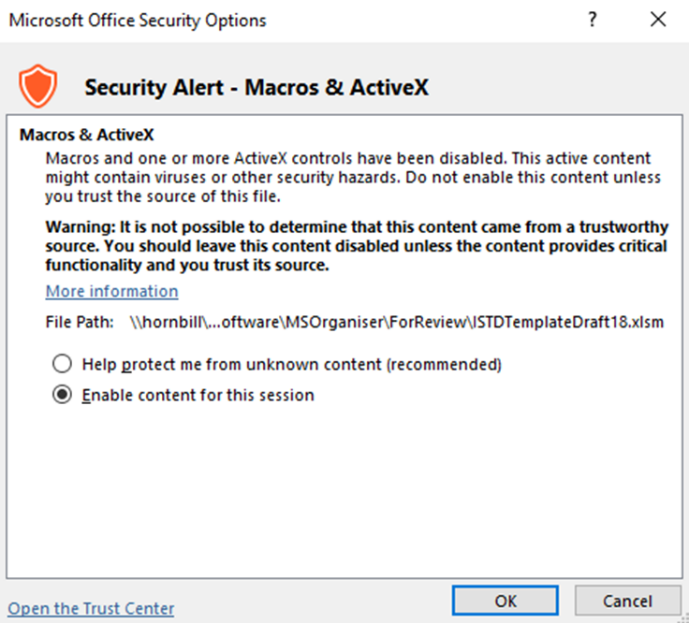 Microsoft Office Security Options
Security Alert - Macros & ActiveX
Macros & ActiveX
Macros and one or more ActiveX controls have been disabled. This active content
might contain viruses or other security hazards. Do not enable this content unless
you trust the source of this file.
Warning: It is not possible to determine that this content came from a trustworthy
source. You should leave this content disabled unless the content provides critical
functionality and you trust its source.
More information
File Path: \\hornbill\...oftware\MSOrganiser\ForReview\ISTDTemplateDraft18.xlsm
Help protect me from unknown content (recommended)
Enable content for this session
Open the Trust Center
OK
Cancel